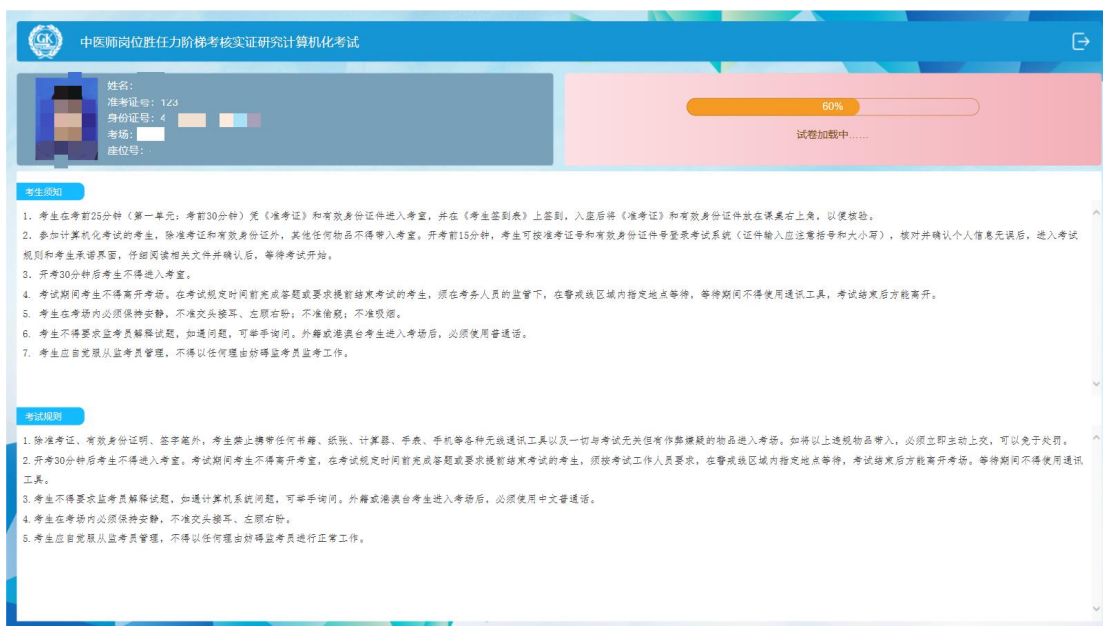 GK
中医师岗位胜任力阶梯考核实证研究计算机化考试
姓名：
准考证号：123
身份证号：4
考场：
座位号：
60%
试卷加载中......
考生须知
1. 考生在考前25分钟（第一单元：考前30分钟）凭《准考证》和有效身份证件进入考室，并在《考生签到表》上签到，入座后将《准考证》和有效身份证件放在课桌右上角，以便核验。
2. 参加计算机化考试的考生，除准考证和有效身份证外，其他任何物品不得带入考室。开考前15分钟，考生可按准考证号和有效身份证件号登录考试系统（证件输入应注意括号和大小写），核对并确认个人信息无误后，进入考试
规则和考生承诺界面，仔细阅读相关文件并确认后，等待考试开始。
3. 开考30分钟后考生不得进入考室。
4. 考试期间考生不得离开考场。在考试规定时间前完成答题或要求提前结束考试的考生，须在考务人员的监管下，在警戒线区域内指定地点等待，等待期间不得使用通讯工具，考试结束后方能离开。
5. 考生在考场内必须保持安静，不准交头接耳、左顾右盼；不准偷窥；不准吸烟。
6. 考生不得要求监考员解释试题，如遇问题，可举手询问。外籍或港澳台考生进入考场后，必须使用普通话。
7. 考生应自觉服从监考员管理，不得以任何理由妨碍监考员监考工作。
考试规则
1.除准考证、有效身份证明、签字笔外，考生禁止携带任何书籍、纸张、计算器、手表、手机等各种无线通讯工具以及一切与考试无关但有作弊嫌疑的物品进入考场。如将以上违规物品带入，必须立即主动上交，可以免于处罚。
2.开考30分钟后考生不得进入考室。考试期间考生不得离开考室，在考试规定时间前完成答题或要求提前结束考试的考生，须按考试工作人员要求，在警戒线区域内指定地点等待，考试结束后方能离开考场。等待期间不得使用通讯
工具。
3.考生不得要求监考员解释试题，如遇计算机系统问题，可举手询问。外籍或港澳台考生进入考场后，必须使用中文普通话。
4.考生在考场内必须保持安静，不准交头接耳、左顾右盼。
5.考生应自觉服从监考员管理，不得以任何理由妨碍监考员进行正常工作。